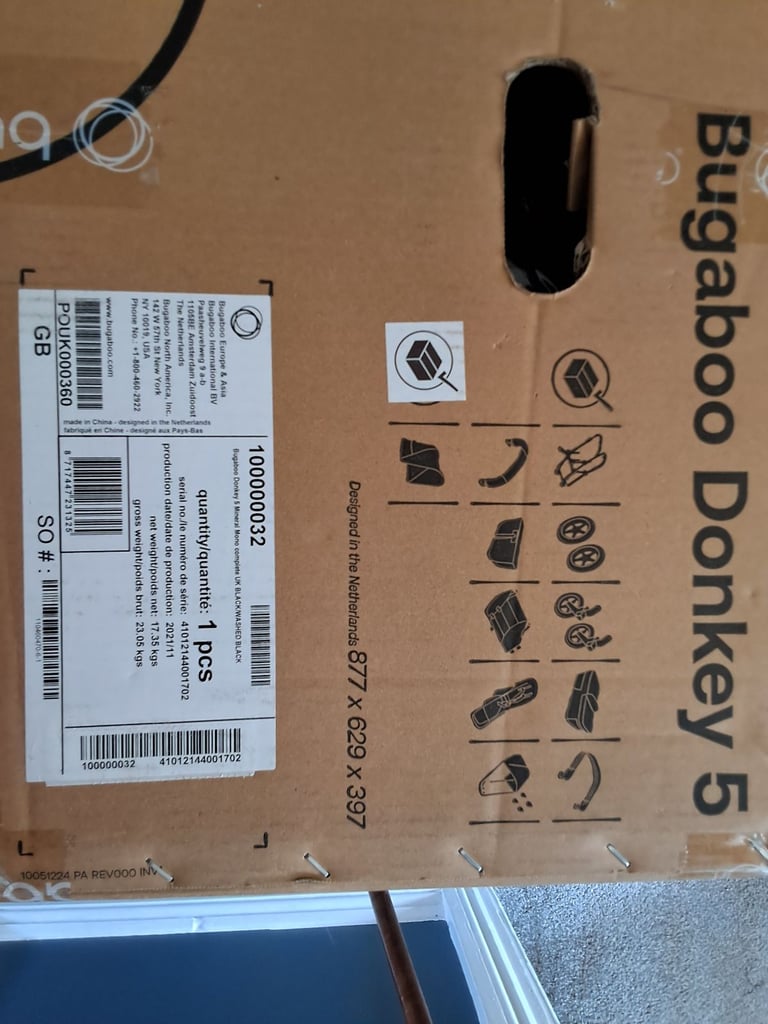 Bugaboo Donkey 5
Designed in the Netherlands
877 x 629 x 397
Bugaboo Europe & Asia
Bugaboo International BV
Paasheuvelweg 9 a-b
1105BE Amsterdam Zuidoost
The Netherlands
Bugaboo North America, Inc.
142 W 57th St New York
NY 10019, USA
Phone No.: +1-800-460-2922
www.bugaboo.com
POUK000360
GB
made in China - designed in the Netherlands
fabriqué en Chine - designé aux Pays-Bas
100000032
Bugaboo Donkey 5 Mineral Mono complete UK BLACK/WASHED BLACK
quantity/quantité: 1 pcs
serial no./le numéro de série: 41012144001702
production date/date de production: 2021/11
net weight/poids net: 17.35 kgs
gross weight/poids brut: 23.05 kgs
8 717447 231325
SO # :
100000032 41012144001702
10051224 PA REV000 INV